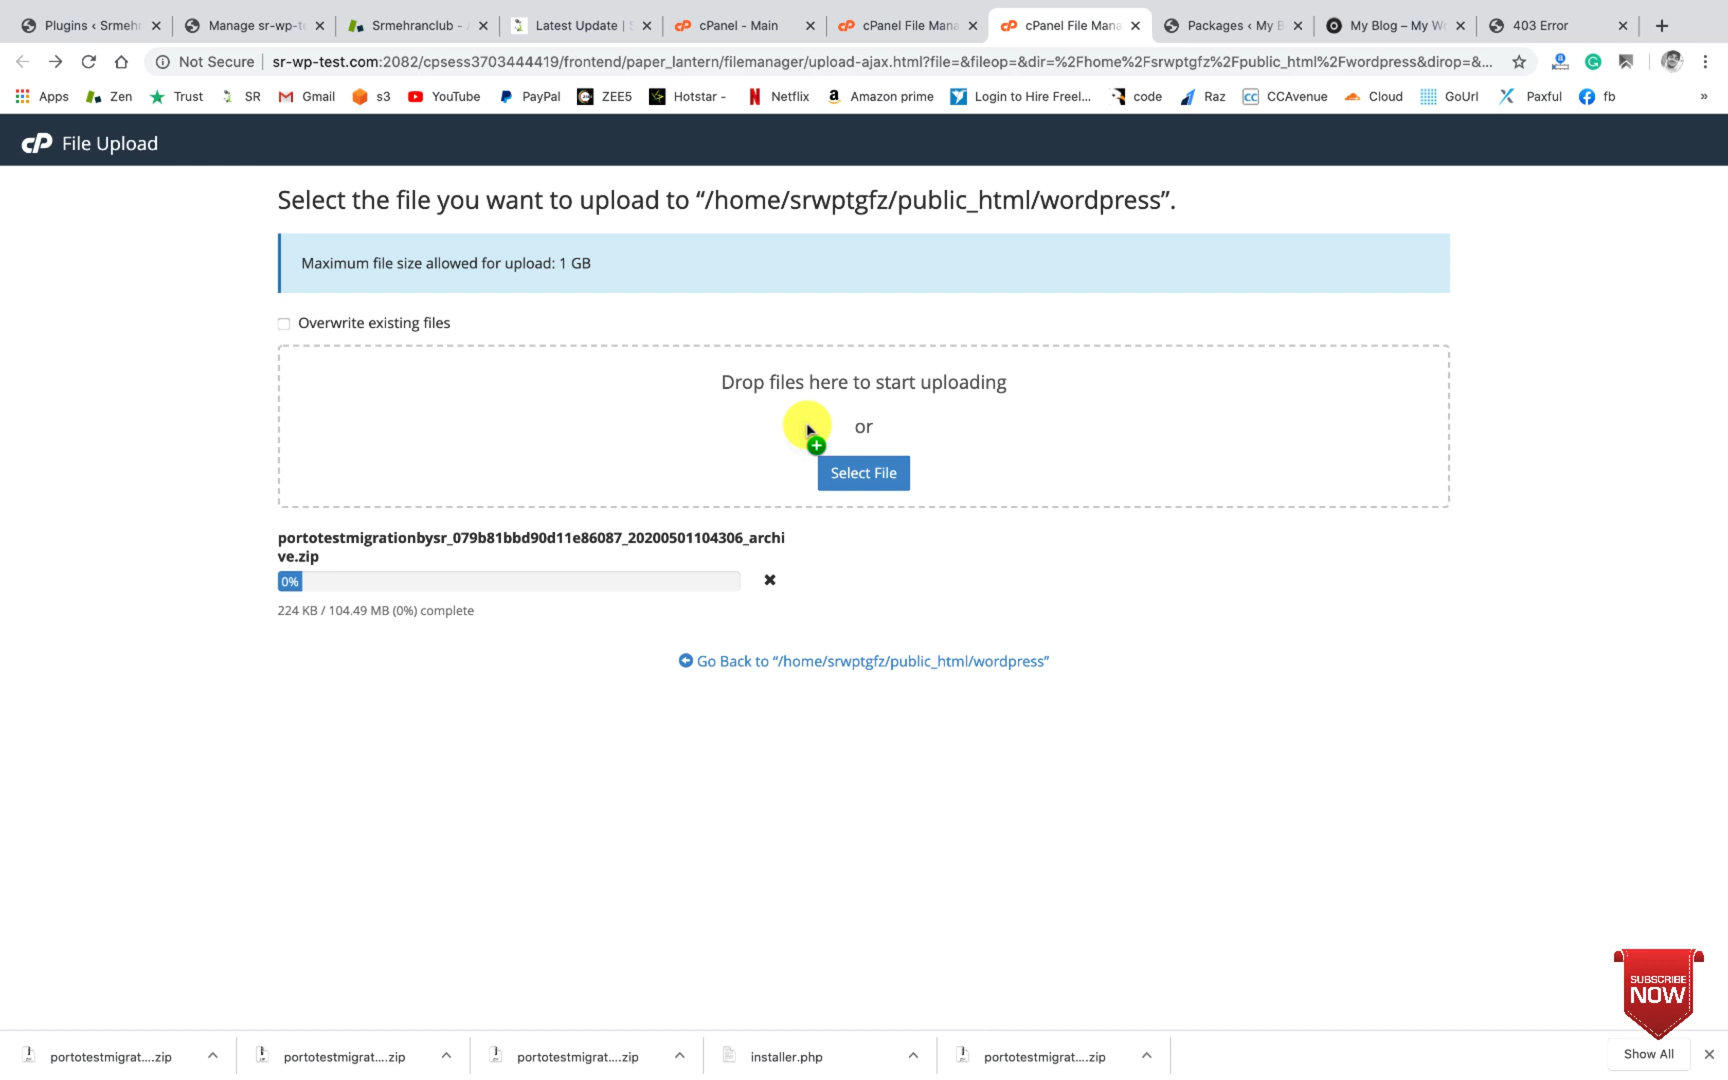 Plugins ‹ Srmehr
Manage sr-wp-te
Srmehranclub - A
Latest Update | S
cPanel - Main
cPanel File Mana
cPanel File Mana
Packages ‹ My B
My Blog – My Wo
403 Error
Not Secure
sr-wp-test.com:2082/cpsess3703444419/frontend/paper_lantern/filemanager/upload-ajax.html?file=&fileop=&dir=%2Fhome%2Fsrwptgfz%2Fpublic_html%2Fwordpress&dirop=&...
Apps
Zen
Trust
SR
Gmail
s3
YouTube
PayPal
ZEE5
Hotstar -
Netflix
Amazon prime
Login to Hire Freel...
code
Raz
CCAvenue
Cloud
GoUrl
Paxful
fb
»
cP File Upload
Select the file you want to upload to “/home/srwptgfz/public_html/wordpress”.
Maximum file size allowed for upload: 1 GB
Overwrite existing files
Drop files here to start uploading
or
Select File
portotestmigrationbysr_079b81bbd90d11e86087_20200501104306_archi
ve.zip
0%
224 KB / 104.49 MB (0%) complete
Go Back to “/home/srwptgfz/public_html/wordpress”
SUBSCRIBE
NOW
portotestmigrat....zip
portotestmigrat....zip
portotestmigrat....zip
installer.php
portotestmigrat....zip
Show All